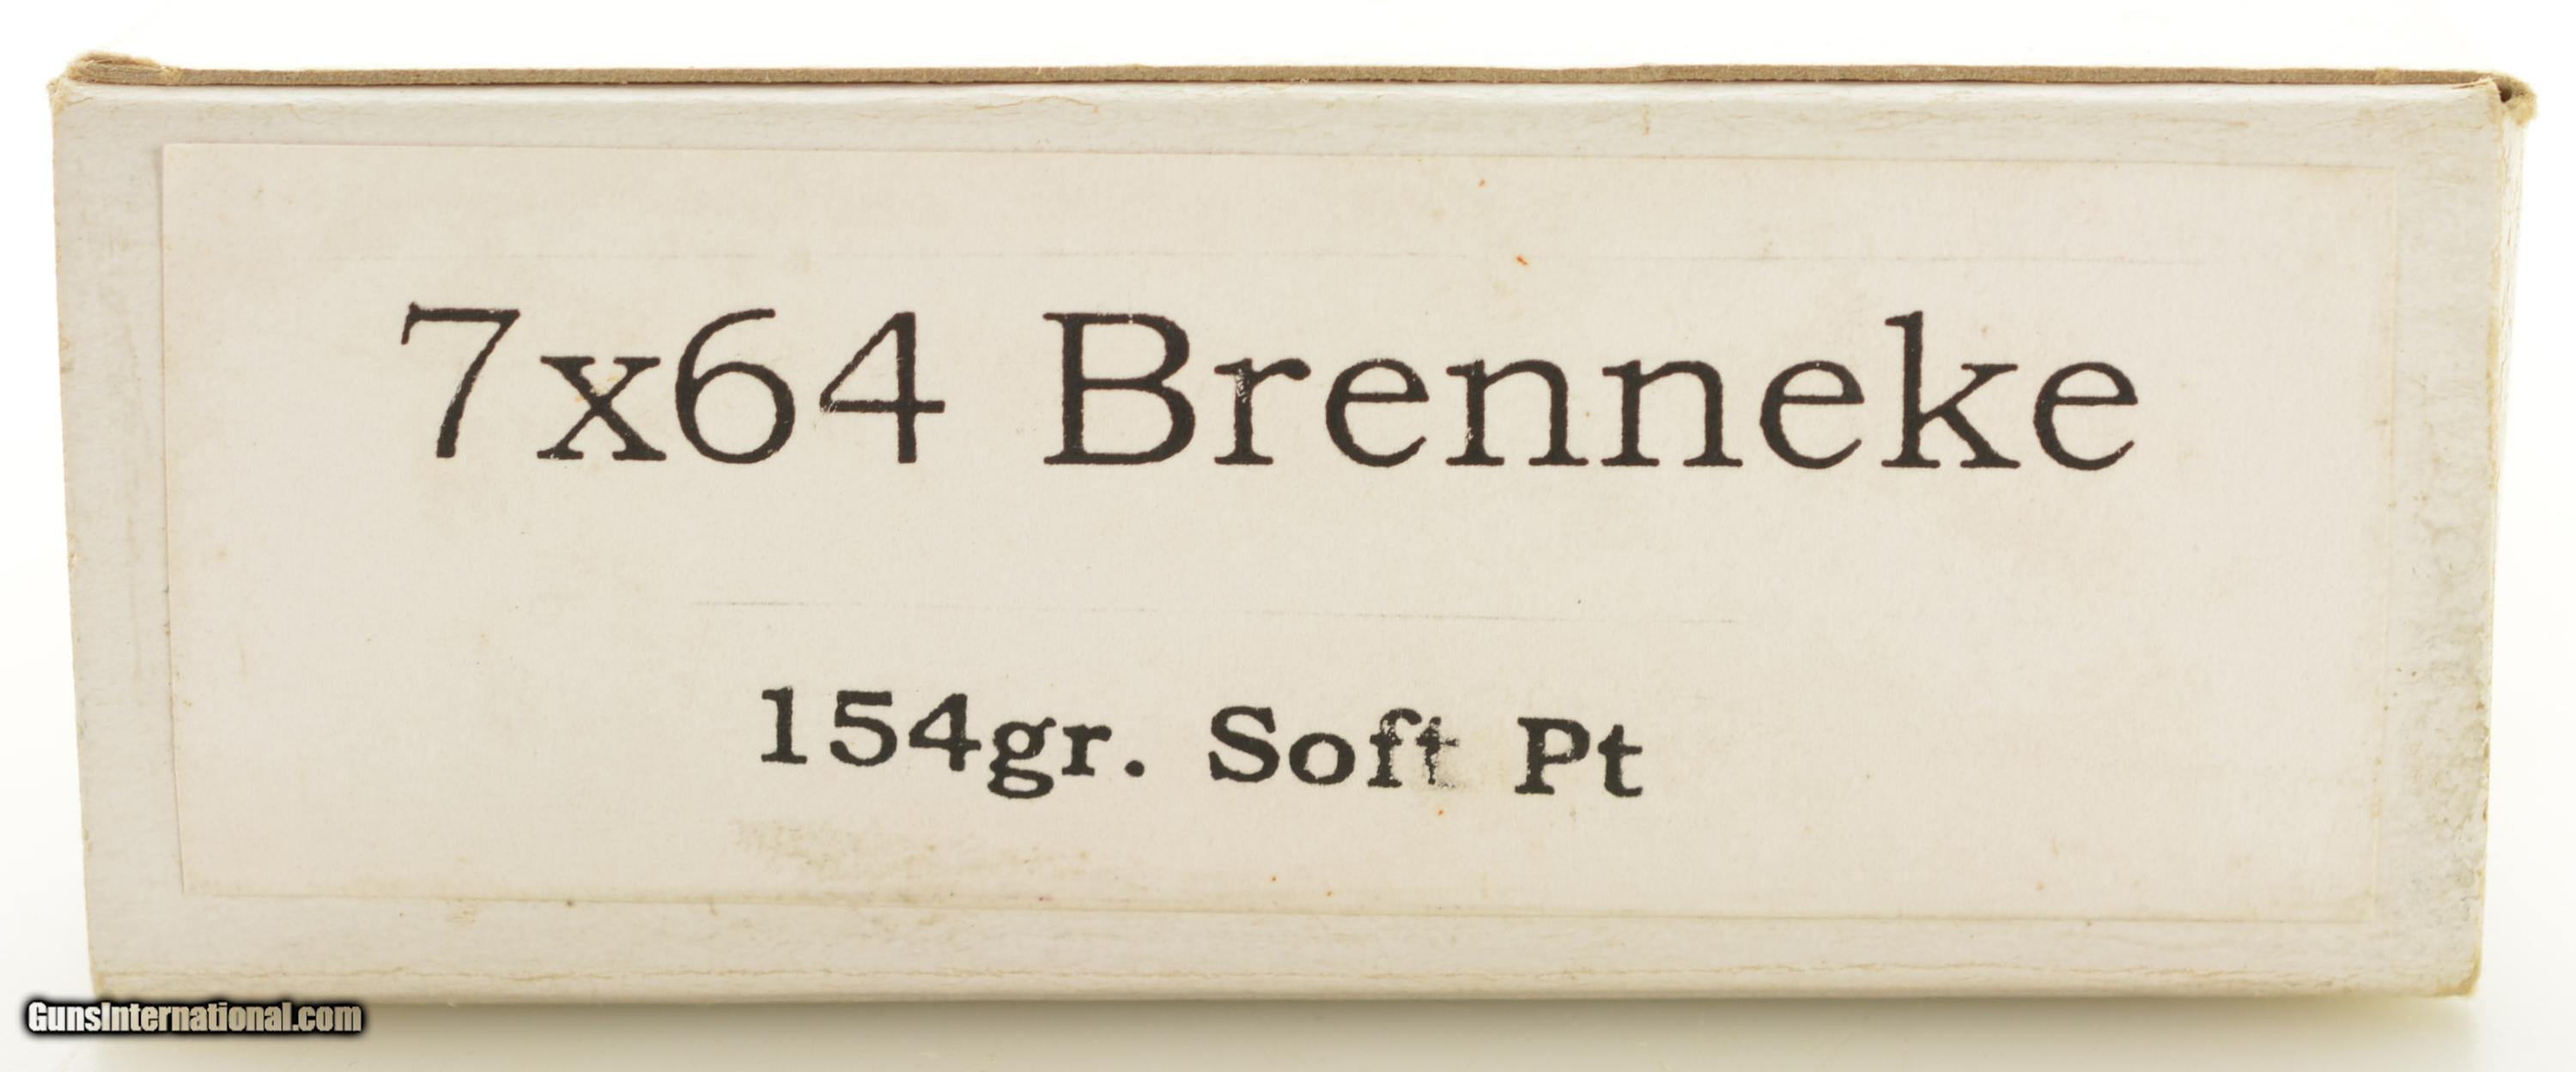 7x64 Brenneke
154gr. Soft Pt
GunsInternational.com